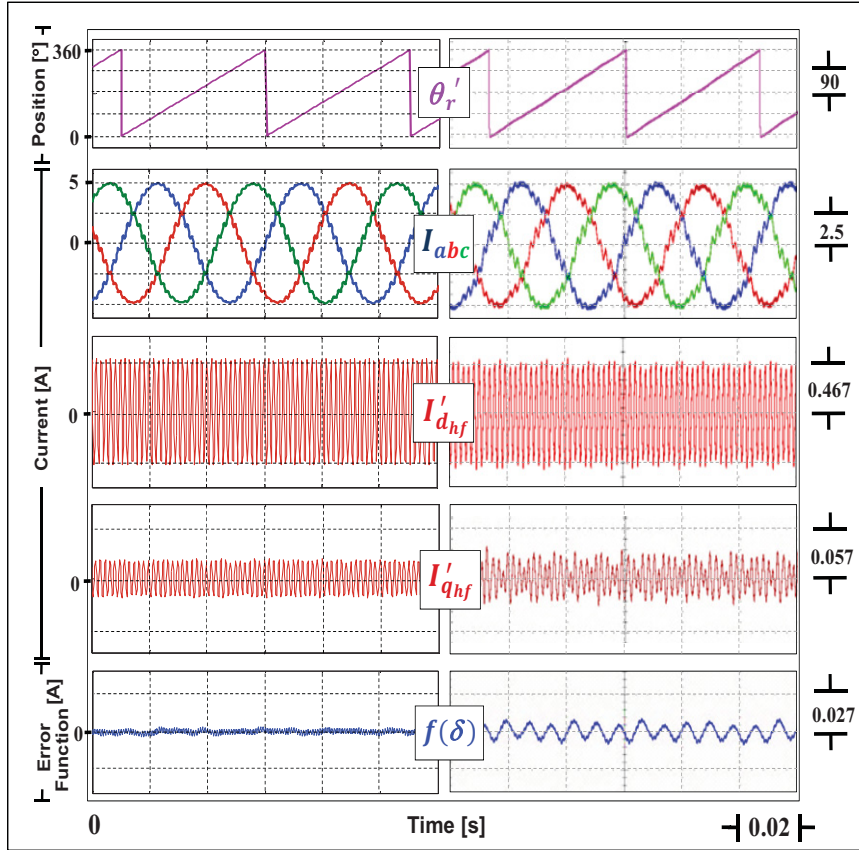 Position [°]
360
0
θr′
90
Current [A]
5
0
Iabc
2.5
0
I′dhf
0.467
0
I′qhf
0.057
Error
Function [A]
0
f(δ)
0.027
0
Time [s]
0.02